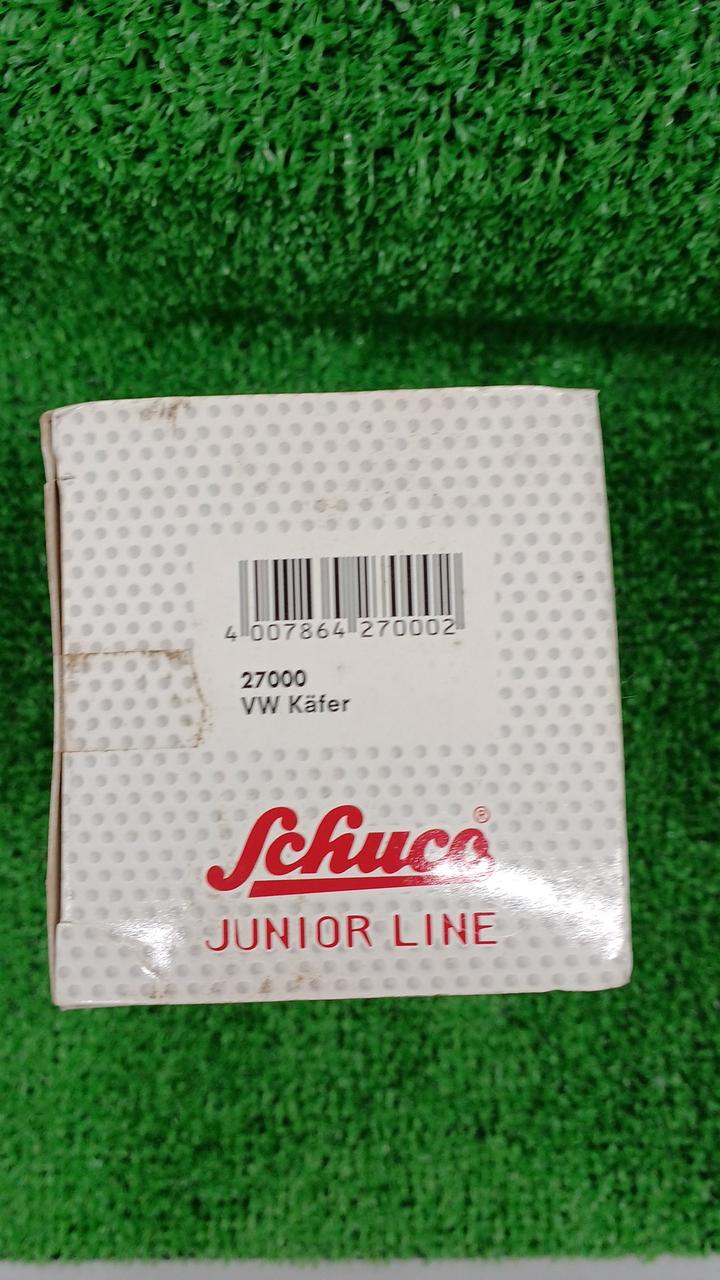 4 007864 270002
27000
VW Käfer
Schuco®
JUNIOR LINE